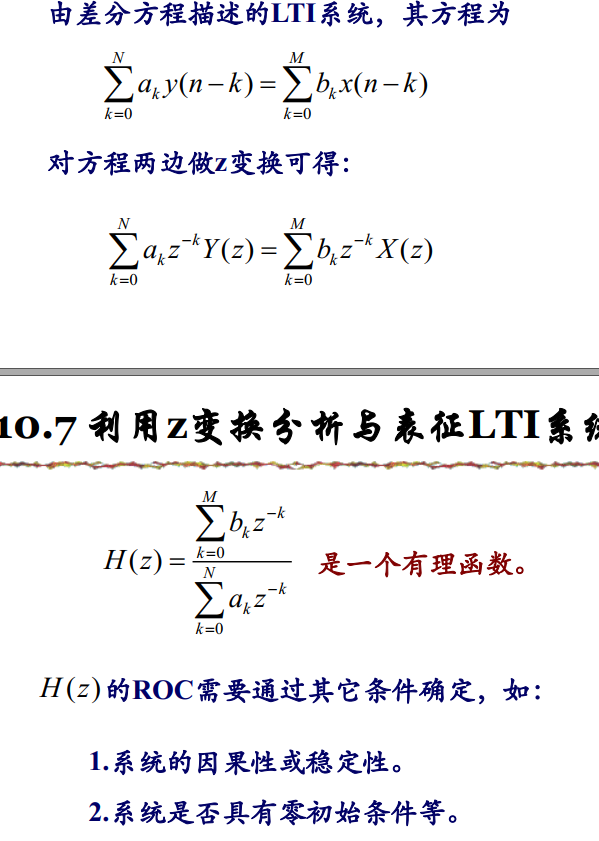 由差分方程描述的LTI系统，其方程为
\sum_{k=0}^{N} a_k y(n-k) = \sum_{k=0}^{M} b_k x(n-k)
对方程两边做z变换可得：
\sum_{k=0}^{N} a_k z^{-k} Y(z) = \sum_{k=0}^{M} b_k z^{-k} X(z)
10.7 利用z变换分析与表征LTI系
H(z) = \frac{\sum_{k=0}^{M} b_k z^{-k}}{\sum_{k=0}^{N} a_k z^{-k}} 是一个有理函数。
H(z)的ROC需要通过其它条件确定，如：
1.系统的因果性或稳定性。
2.系统是否具有零初始条件等。